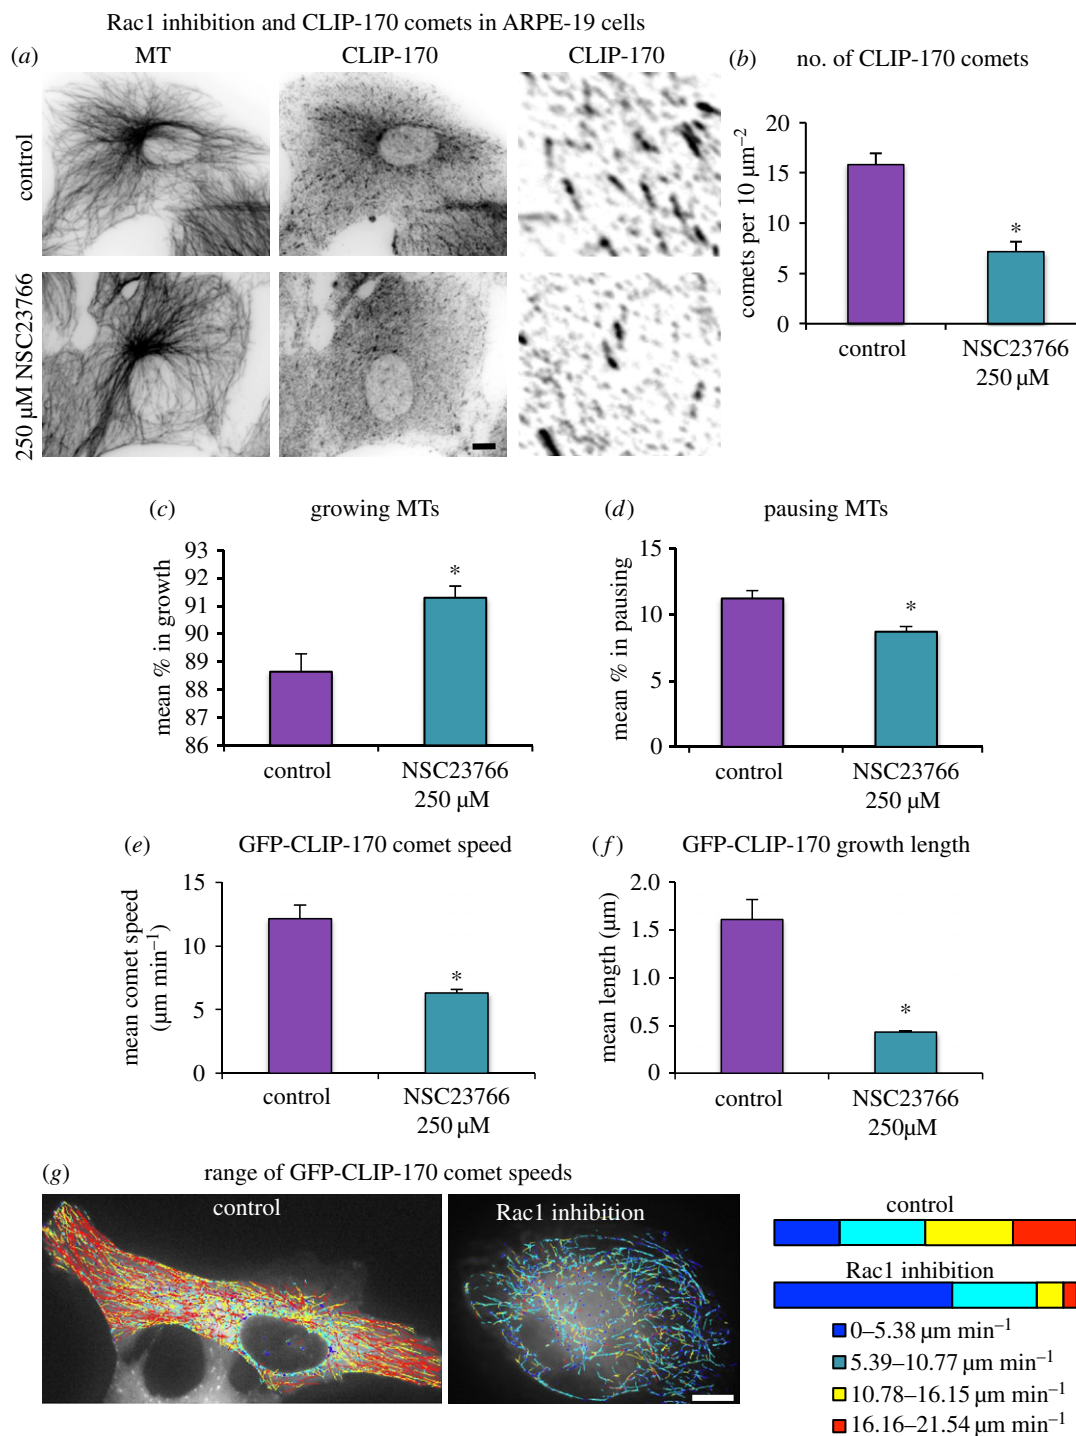 Rac1 inhibition and CLIP-170 comets in ARPE-19 cells
(a) MT CLIP-170 CLIP-170
control
250 µM NSC23766
(b) no. of CLIP-170 comets
comets per 10 µm⁻²
20
15
10
5
0
*
control NSC23766
250 µM
(c) growing MTs
mean % in growth
93
92
91
90
89
88
87
86
*
control NSC23766
250 µM
(d) pausing MTs
mean % in pausing
15
10
5
0
*
control NSC23766
250 µM
(e) GFP-CLIP-170 comet speed
mean comet speed
(µm min⁻¹)
15
10
5
0
*
control NSC23766
250 µM
(f) GFP-CLIP-170 growth length
mean length (µm)
2.0
1.5
1.0
0.5
0
*
control NSC23766
250µM
(g) range of GFP-CLIP-170 comet speeds
control
Rac1 inhibition
control
Rac1 inhibition
0–5.38 µm min⁻¹
5.39–10.77 µm min⁻¹
10.78–16.15 µm min⁻¹
16.16–21.54 µm min⁻¹